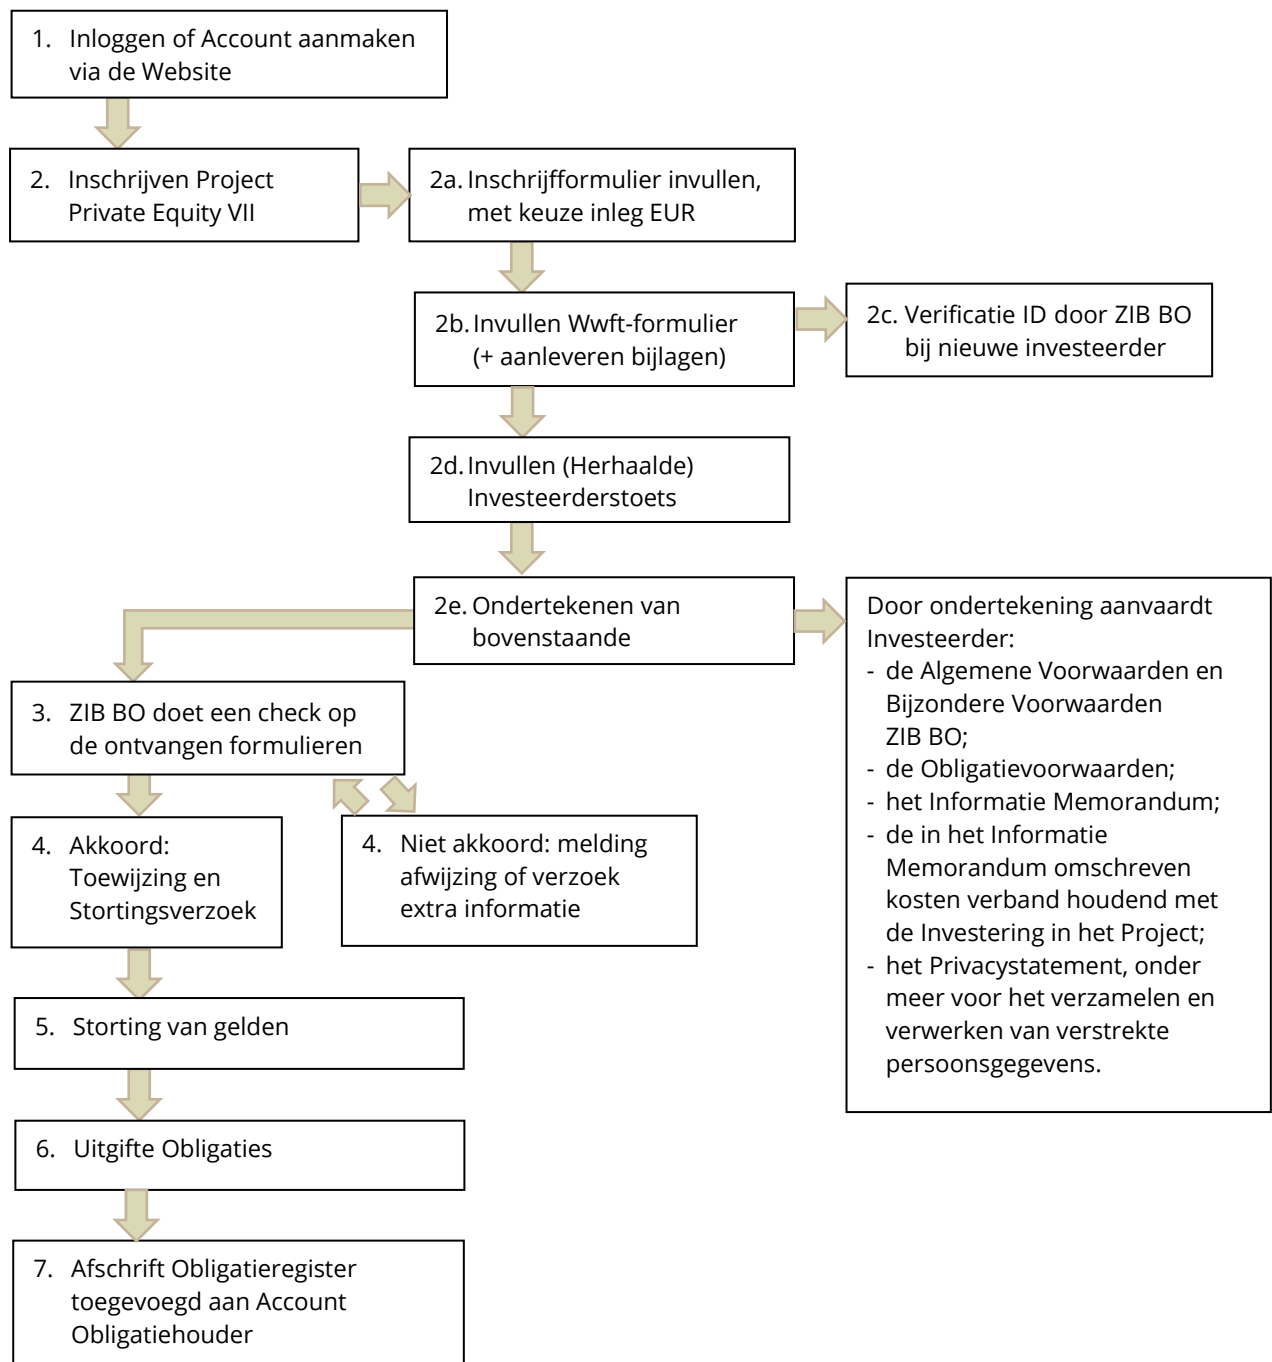 1. Inloggen of Account aanmaken
via de Website
2. Inschrijven Project
Private Equity VII
2a. Inschrijfformulier invullen,
met keuze inleg EUR
2b. Invullen Wwft-formulier
(+ aanleveren bijlagen)
2c. Verificatie ID door ZIB BO
bij nieuwe investeerder
2d. Invullen (Herhaalde)
Investeerderstoets
2e. Ondertekenen van
bovenstaande
Door ondertekening aanvaardt
Investeerder:
- de Algemene Voorwaarden en
Bijzondere Voorwaarden
ZIB BO;
- de Obligatievoorwaarden;
- het Informatie Memorandum;
- de in het Informatie
Memorandum omschreven
kosten verband houdend met
de Investering in het Project;
- het Privacystatement, onder
meer voor het verzamelen en
verwerken van verstrekte
persoonsgegevens.
3. ZIB BO doet een check op
de ontvangen formulieren
4. Akkoord:
Toewijzing en
Stortingsverzoek
4. Niet akkoord: melding
afwijzing of verzoek
extra informatie
5. Storting van gelden
6. Uitgifte Obligaties
7. Afschrift Obligatieregister
toegevoegd aan Account
Obligatiehouder